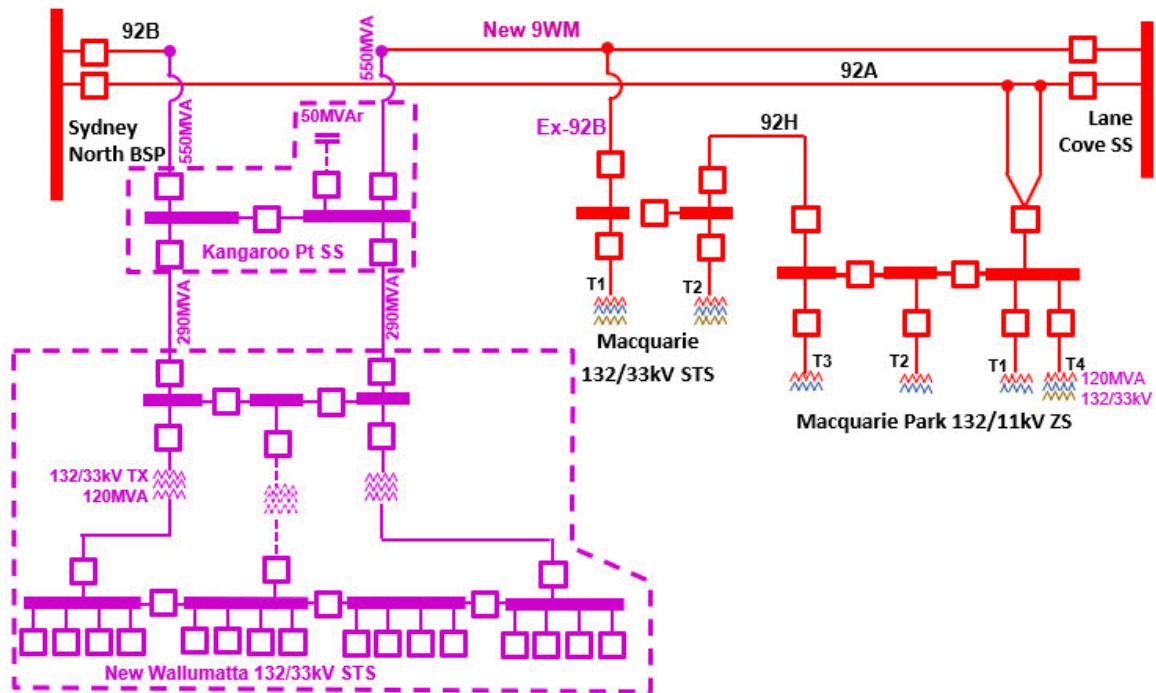 92B
New 9WM
92A
550MVA
550MVA
50MVAr
Sydney
North BSP
Ex-92B
92H
Lane
Cove SS
Kangaroo Pt SS
290MVA
290MVA
T1
T2
Macquarie
132/33kV STS
T3
T2
T1
T4
120MVA
132/33kV
Macquarie Park 132/11kV ZS
132/33kV TX
120MVA
New Wallumatta 132/33kV STS